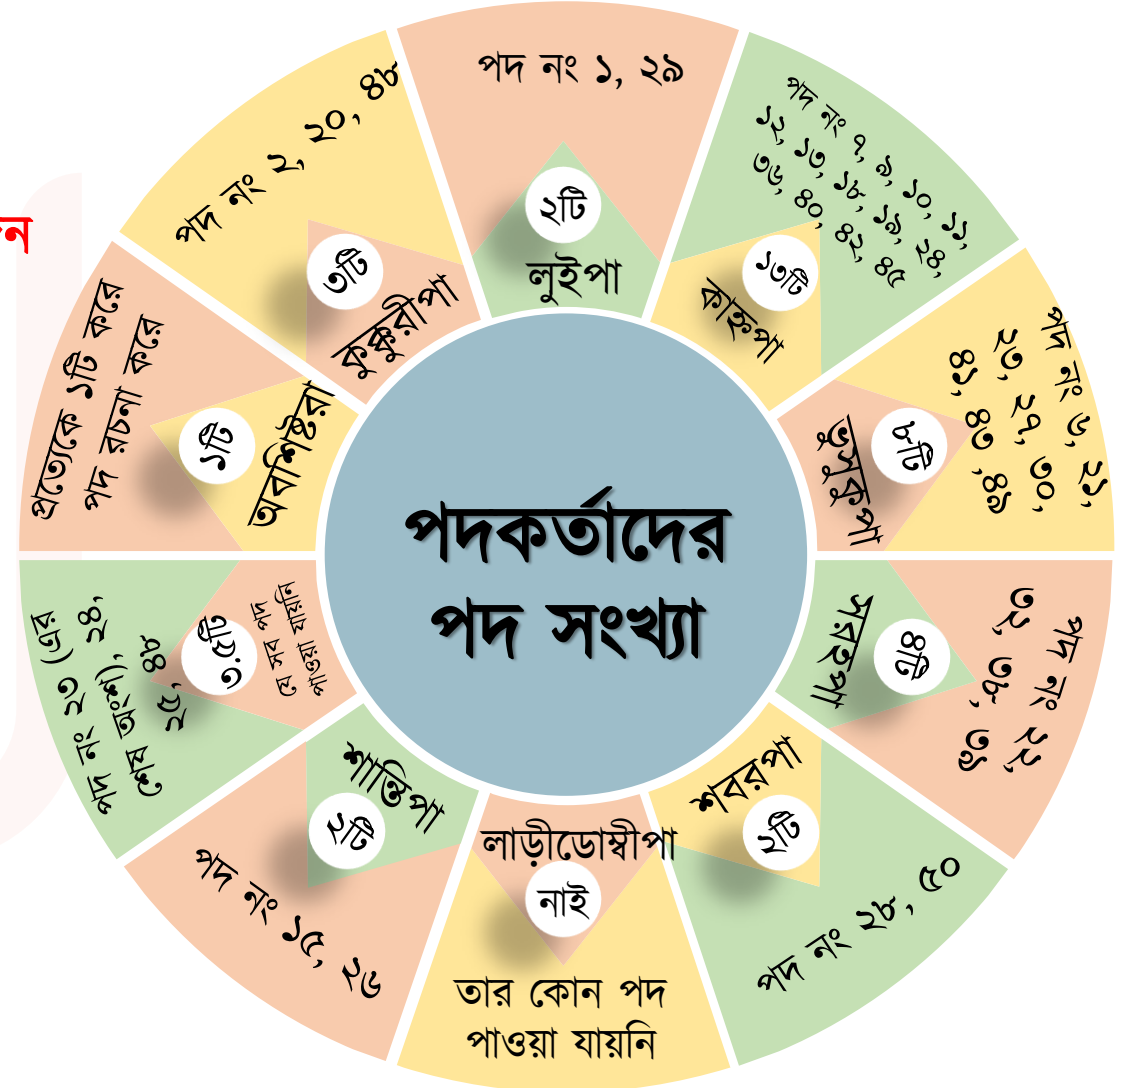 পদকর্তাদের
পদ সংখ্যা
পদ নং ১, ২৯
২টি
লুইপা
পদ নং ৭, ৯, ১০, ১১,
১২, ১৩, ১৮, ১৯, ২৪,
৩৬, ৪০, ৪২, ৪৫
১৩টি
কাহ্নপা
পদ নং ৬, ২১,
২৩, ২৭, ৩০,
৪১, ৪৩ ,৪৯
৮টি
ভুসুকুপা
পদ নং ২২,
৩২, ৩৮, ৩৯
৪টি
সরহপা
শবরপা
২টি
পদ নং ২৮, ৫০
লাড়ীডোম্বীপা
নাই
তার কোন পদ
পাওয়া যায়নি
শান্তিপা
২টি
পদ নং ১৫, ২৬
যে সব পদ
পাওয়া যায়নি
৩.৫টি
পদ নং ২৩ (এর
শেষ অংশ), ২৪,
২৫, ৪৮
প্রত্যেকে ১টি করে
পদ রচনা করে
১টি
অবশিষ্টরা
পদ নং ২, ২০, ৪৮
৩টি
কুক্কুরীপা